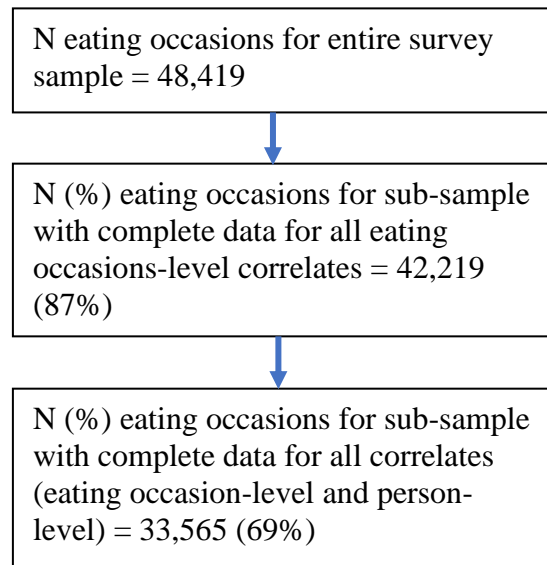 N eating occasions for entire survey
sample = 48,419
N (%) eating occasions for sub-sample
with complete data for all eating
occasions-level correlates = 42,219
(87%)
N (%) eating occasions for sub-sample
with complete data for all correlates
(eating occasion-level and person-
level) = 33,565 (69%)